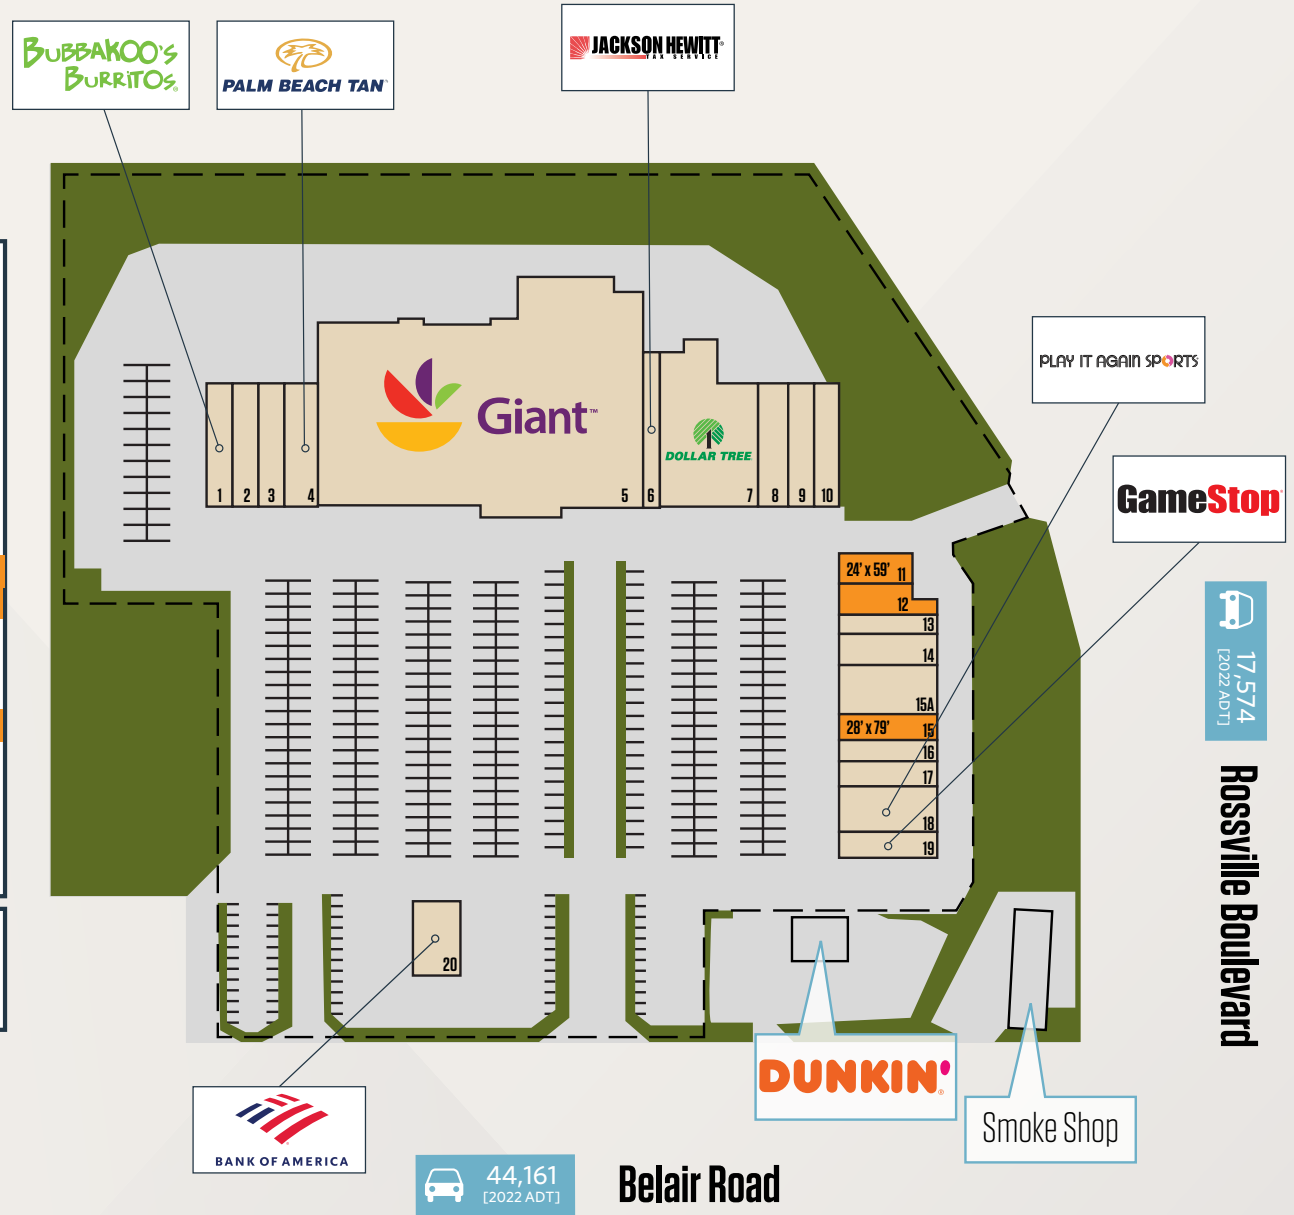 BUBBAKOO'S
BURRITOS®
PALM BEACH TAN
JACKSON HEWITT®
TAX SERVICE
PLAY IT AGAIN SPORTS
GameStop
Giant™
DOLLAR TREE
1 2 3 4 5 6 7 8 9 10
24' x 59' 11
12
13
14
15A
28' x 79' 15
16
17
18
19
20
17,574
[2022 ADT]
Rossville Boulevard
DUNKIN'®
Smoke Shop
BANK OF AMERICA
44,161
[2022 ADT]
Belair Road